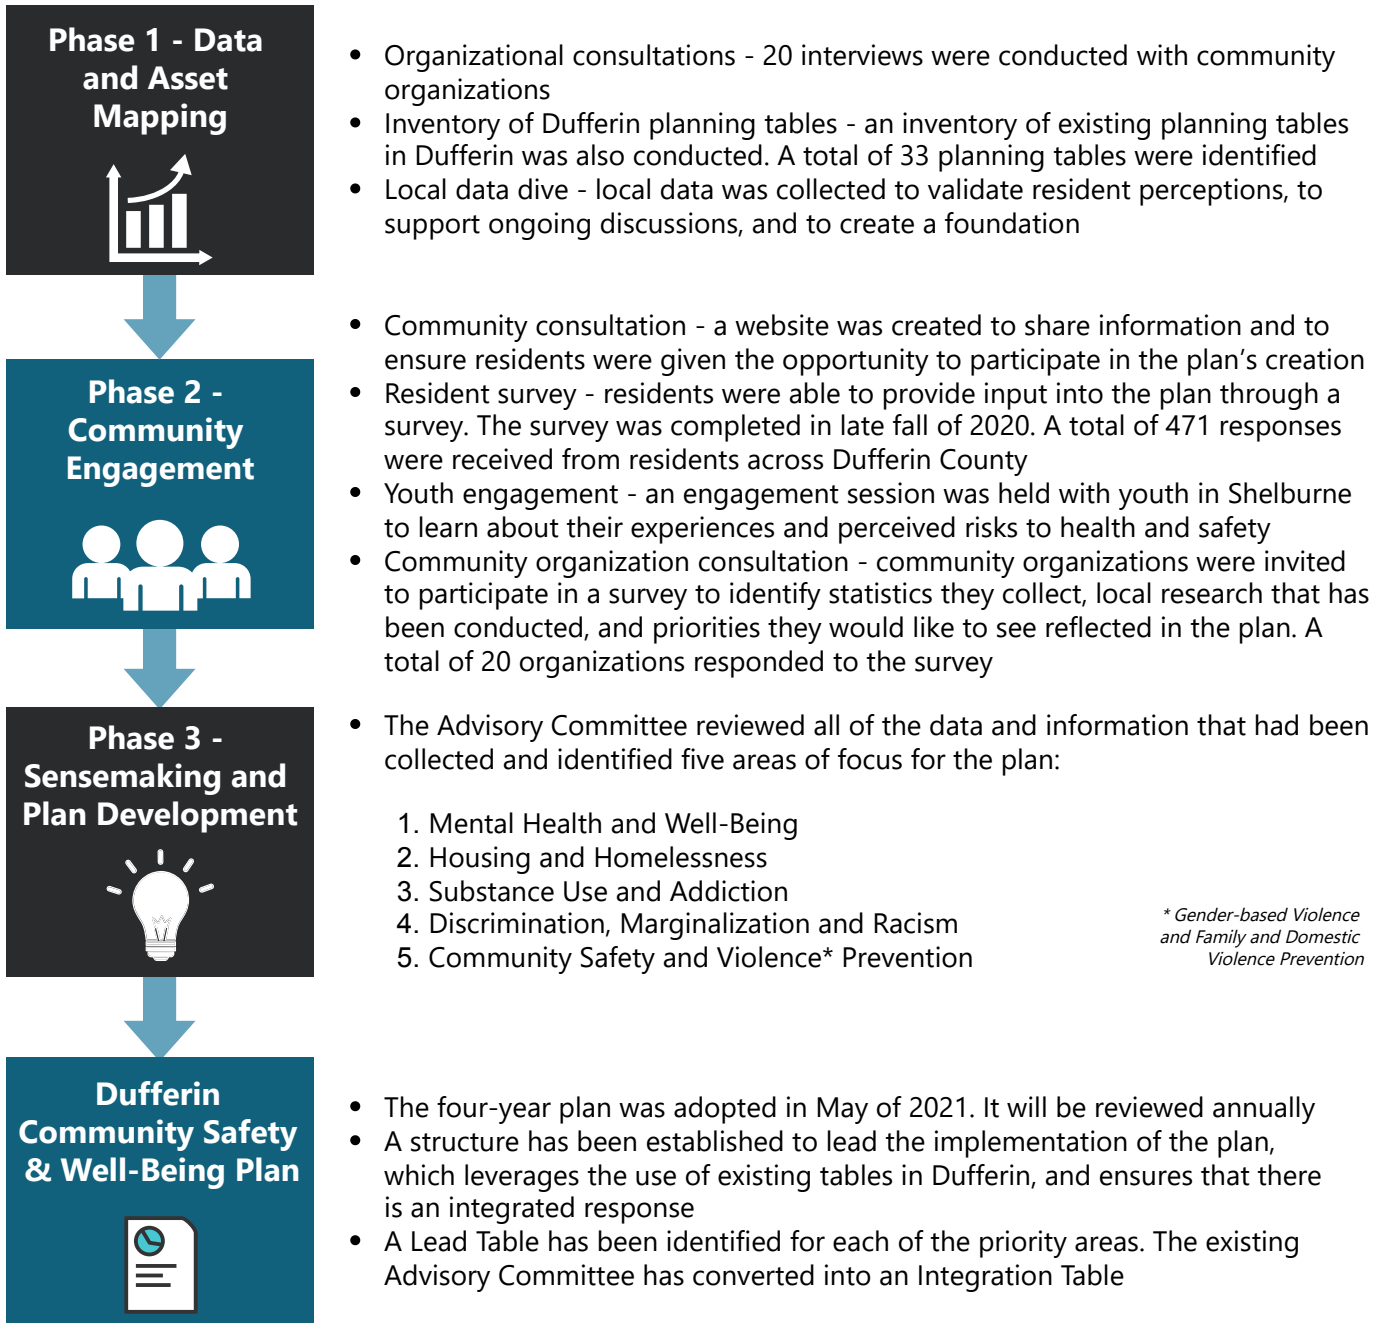 Phase 1 - Data
and Asset
Mapping
• Organizational consultations - 20 interviews were conducted with community
organizations
• Inventory of Dufferin planning tables - an inventory of existing planning tables
in Dufferin was also conducted. A total of 33 planning tables were identified
• Local data dive - local data was collected to validate resident perceptions, to
support ongoing discussions, and to create a foundation
Phase 2 -
Community
Engagement
• Community consultation - a website was created to share information and to
ensure residents were given the opportunity to participate in the plan's creation
• Resident survey - residents were able to provide input into the plan through a
survey. The survey was completed in late fall of 2020. A total of 471 responses
were received from residents across Dufferin County
• Youth engagement - an engagement session was held with youth in Shelburne
to learn about their experiences and perceived risks to health and safety
• Community organization consultation - community organizations were invited
to participate in a survey to identify statistics they collect, local research that has
been conducted, and priorities they would like to see reflected in the plan. A
total of 20 organizations responded to the survey
Phase 3 -
Sensemaking and
Plan Development
• The Advisory Committee reviewed all of the data and information that had been
collected and identified five areas of focus for the plan:
1. Mental Health and Well-Being
2. Housing and Homelessness
3. Substance Use and Addiction
4. Discrimination, Marginalization and Racism
5. Community Safety and Violence* Prevention
* Gender-based Violence
and Family and Domestic
Violence Prevention
Dufferin
Community Safety
& Well-Being Plan
• The four-year plan was adopted in May of 2021. It will be reviewed annually
• A structure has been established to lead the implementation of the plan,
which leverages the use of existing tables in Dufferin, and ensures that there
is an integrated response
• A Lead Table has been identified for each of the priority areas. The existing
Advisory Committee has converted into an Integration Table